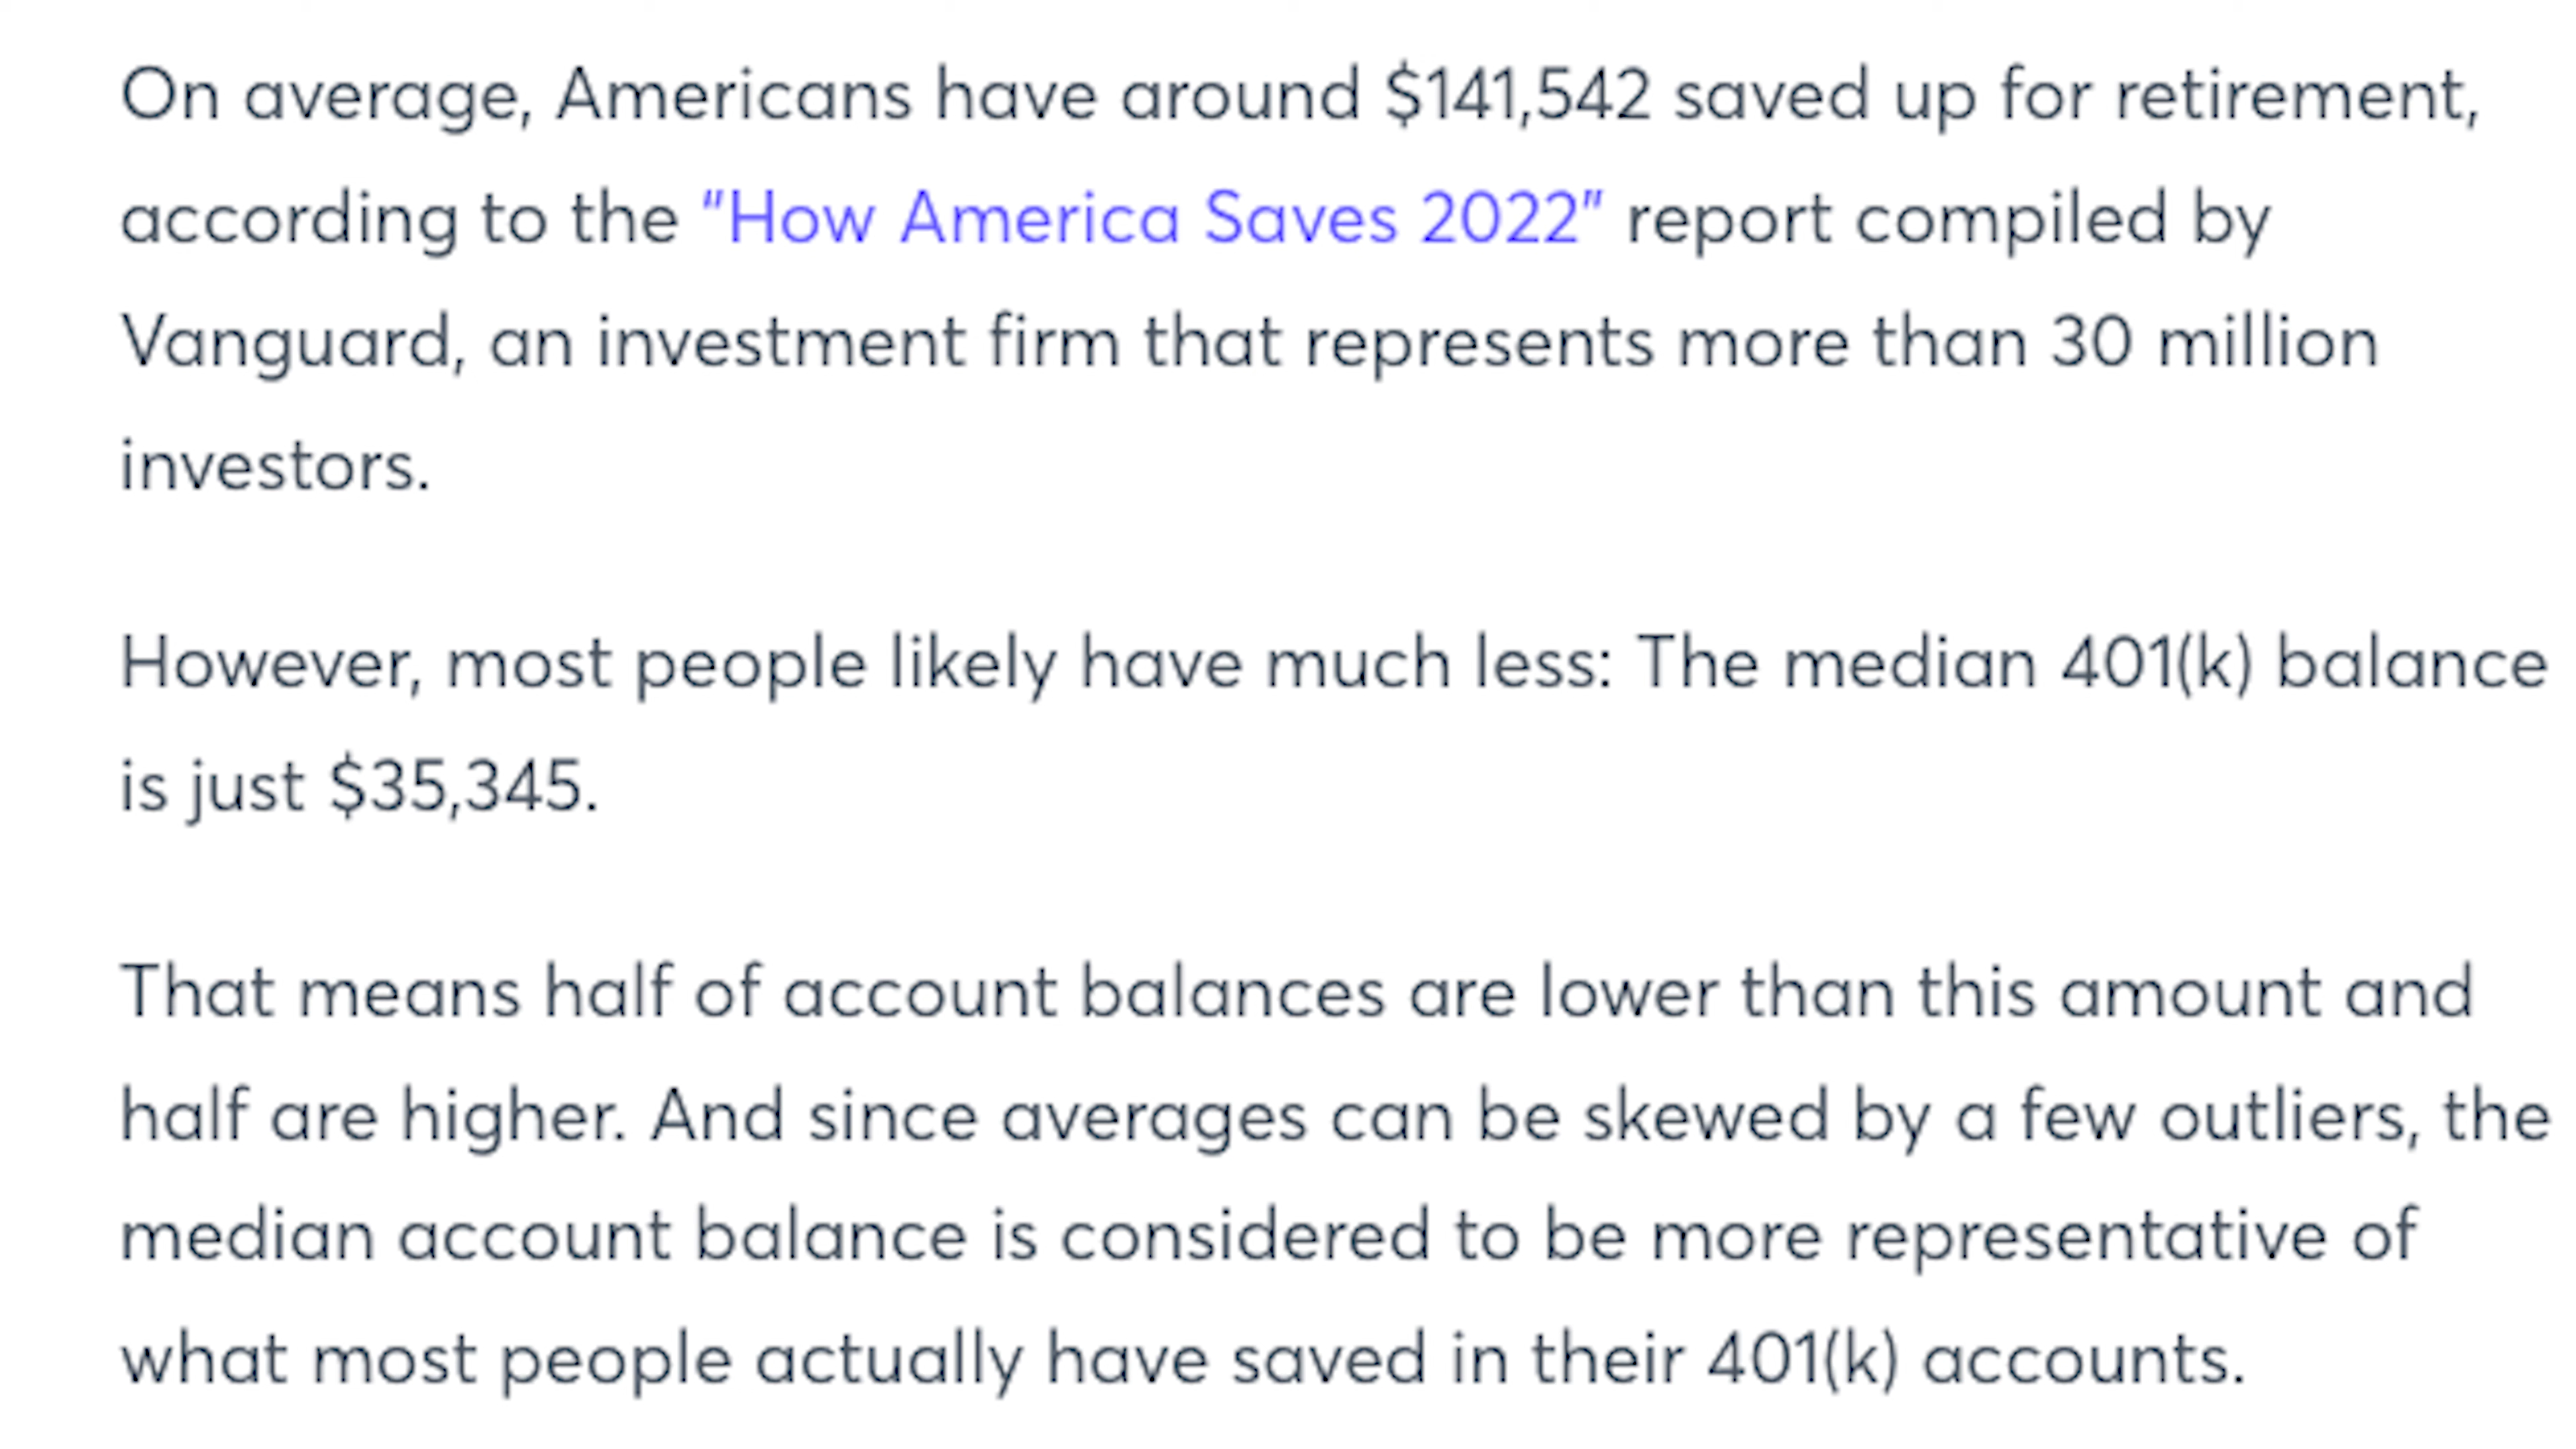 On average, Americans have around $141,542 saved up for retirement,
according to the "How America Saves 2022" report compiled by
Vanguard, an investment firm that represents more than 30 million
investors.
However, most people likely have much less: The median 401(k) balance
is just $35,345.
That means half of account balances are lower than this amount and
half are higher. And since averages can be skewed by a few outliers, the
median account balance is considered to be more representative of
what most people actually have saved in their 401(k) accounts.